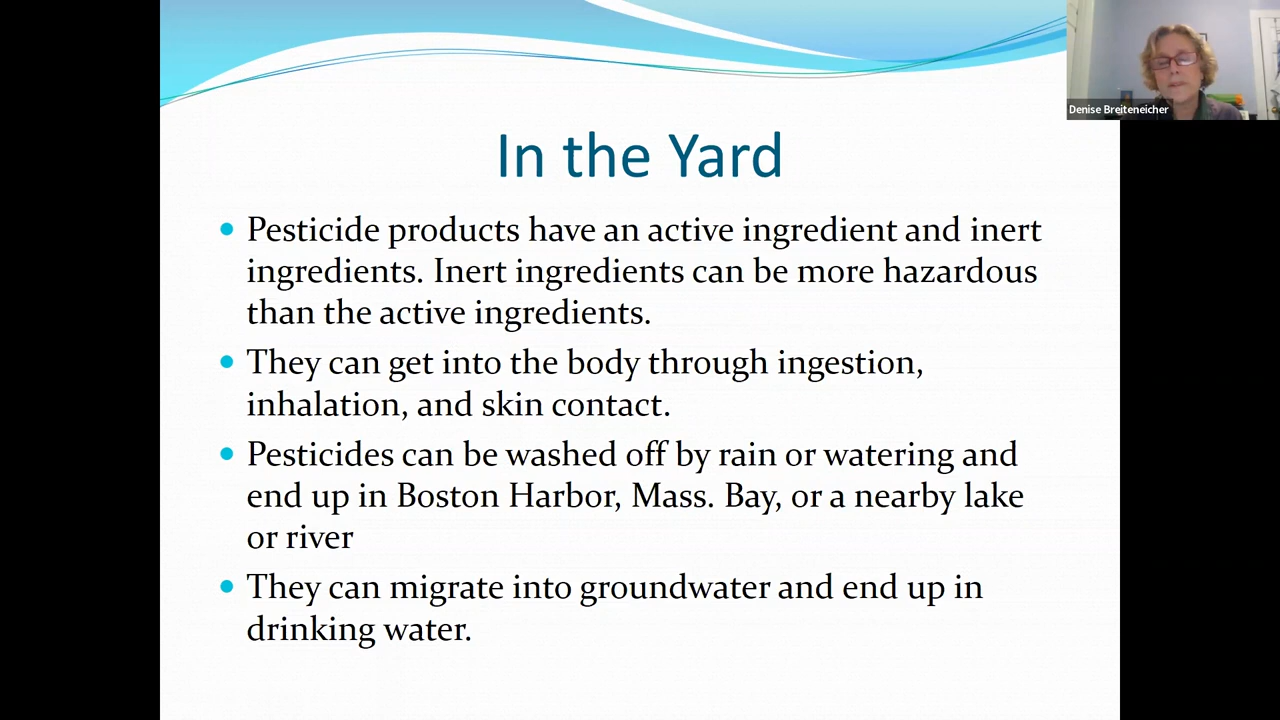 Denise Breiteneicher
In the Yard
• Pesticide products have an active ingredient and inert
ingredients. Inert ingredients can be more hazardous
than the active ingredients.
• They can get into the body through ingestion,
inhalation, and skin contact.
• Pesticides can be washed off by rain or watering and
end up in Boston Harbor, Mass. Bay, or a nearby lake
or river
• They can migrate into groundwater and end up in
drinking water.